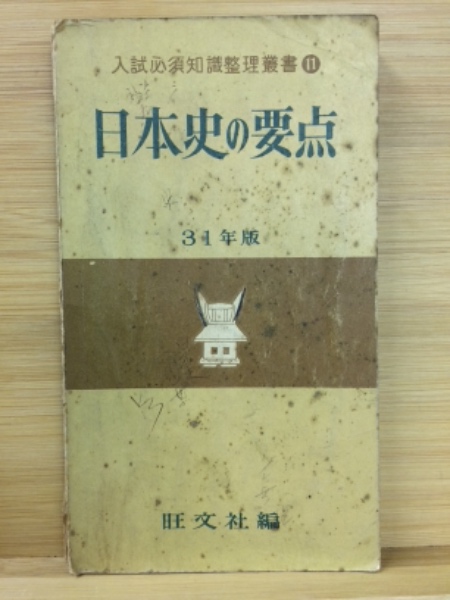 入試必須知識整理叢書 11
日本史の要点
31年版
旺文社編